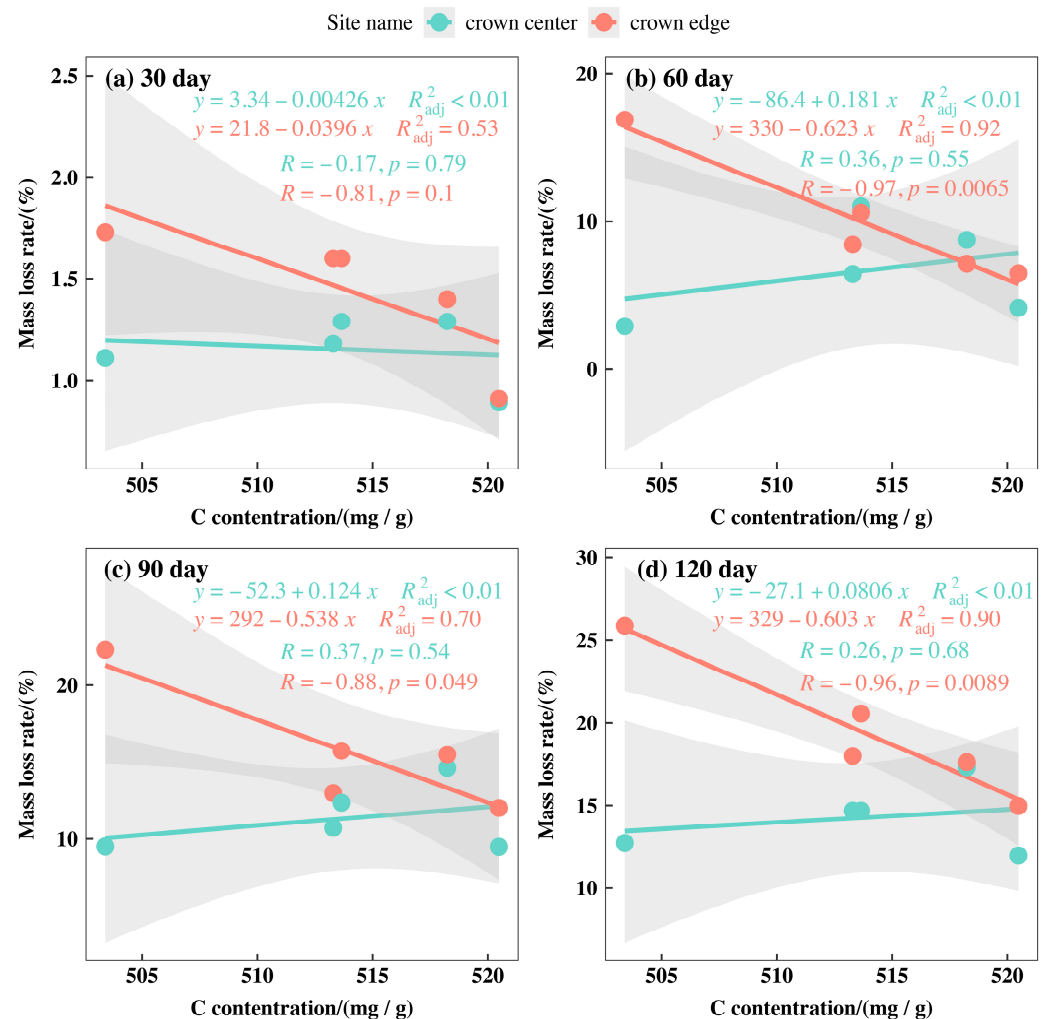 Site name crown center crown edge
(a) 30 day
y = 3.34 − 0.00426 x R²adj < 0.01
y = 21.8 − 0.0396 x R²adj = 0.53
R = −0.17, p = 0.79
R = −0.81, p = 0.1
2.5
2.0
1.5
1.0
Mass loss rate/(%)
505 510 515 520
C contentration/(mg / g)
(b) 60 day
y = −86.4 + 0.181 x R²adj < 0.01
y = 330 − 0.623 x R²adj = 0.92
R = 0.36, p = 0.55
R = −0.97, p = 0.0065
20
10
0
Mass loss rate/(%)
505 510 515 520
C contentration/(mg / g)
(c) 90 day
y = −52.3 + 0.124 x R²adj < 0.01
y = 292 − 0.538 x R²adj = 0.70
R = 0.37, p = 0.54
R = −0.88, p = 0.049
20
10
Mass loss rate/(%)
505 510 515 520
C contentration/(mg / g)
(d) 120 day
y = −27.1 + 0.0806 x R²adj < 0.01
y = 329 − 0.603 x R²adj = 0.90
R = 0.26, p = 0.68
R = −0.96, p = 0.0089
30
25
20
15
10
Mass loss rate/(%)
505 510 515 520
C contentration/(mg / g)